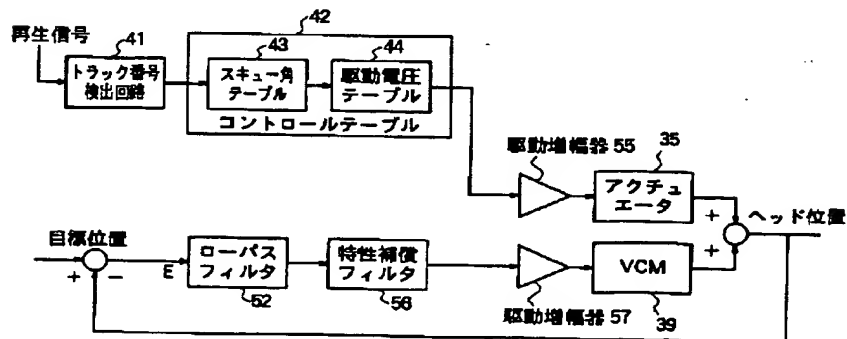 再生信号
41
トラック番号
検出回路
42
43
スキュー角
テーブル
44
駆動電圧
テーブル
コントロールテーブル
駆動増幅器 55
35
アクチュ
エータ
+
ヘッド位置
+
目標位置
+
−
E
ローパス
フィルタ
52
特性補償
フィルタ
56
駆動増幅器 57
VCM
39